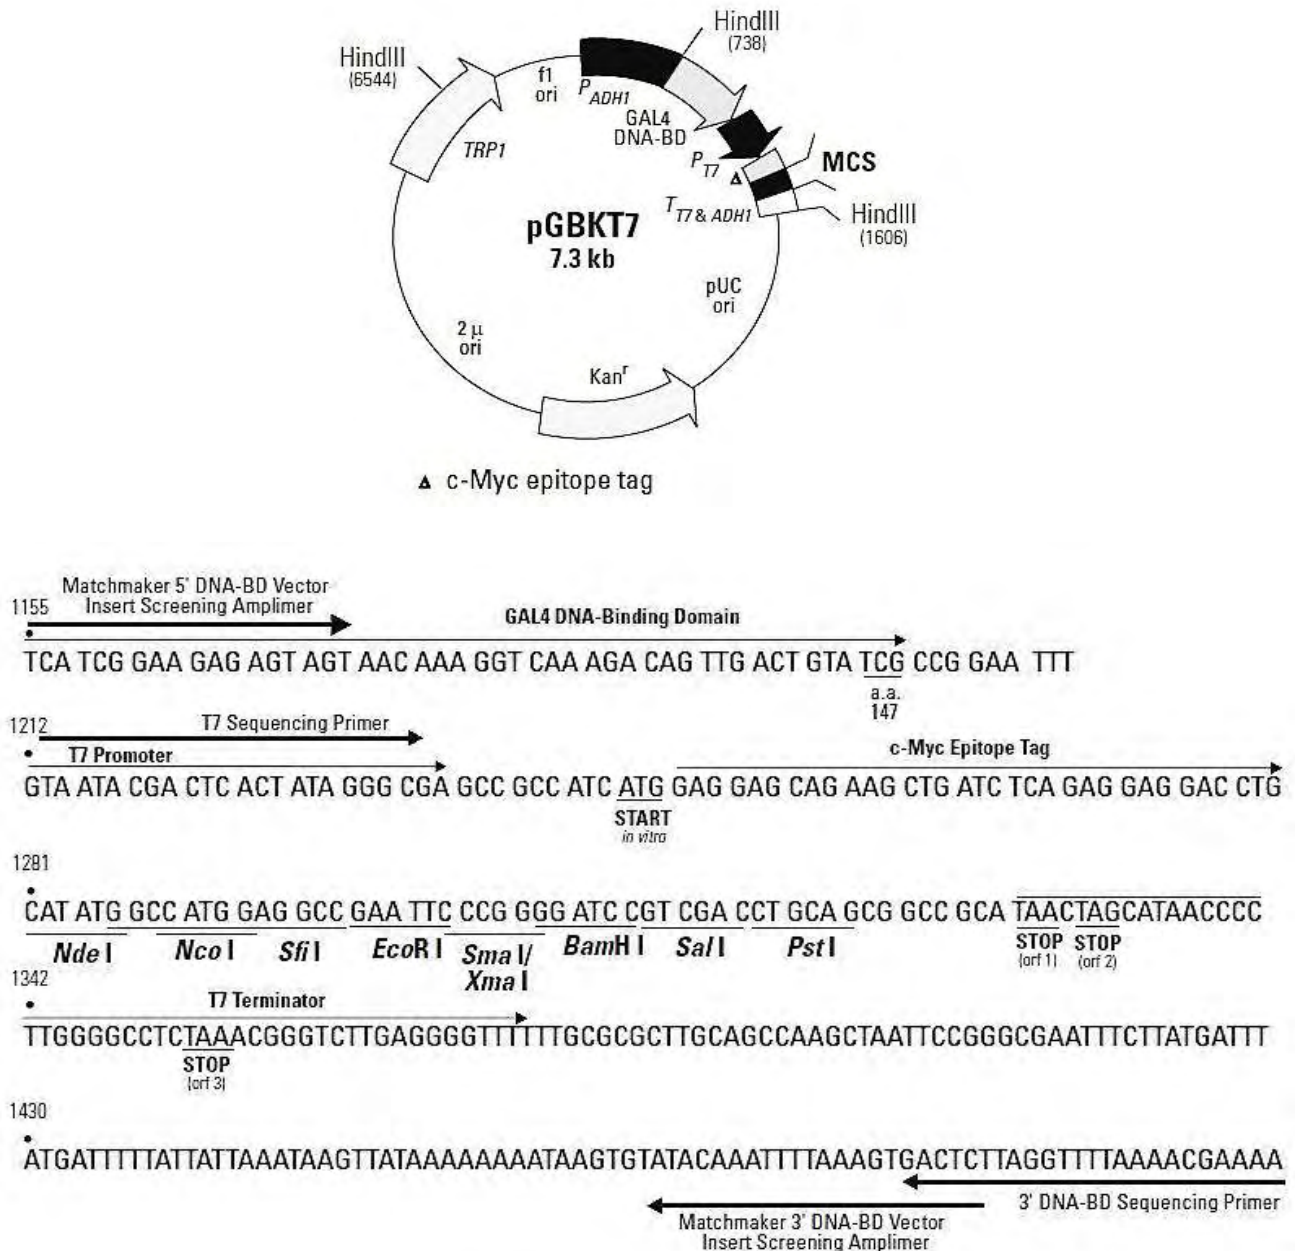 HindIII
(6544)
HindIII
(738)
f1
ori
P ADH1
GAL4
DNA-BD
TRP1
P T7
MCS
T T7 & ADH1
HindIII
(1606)
pGBKT7
7.3 kb
pUC
ori
2 μ
ori
Kanr
c-Myc epitope tag
Matchmaker 5' DNA-BD Vector
Insert Screening Amplimer
1155
GAL4 DNA-Binding Domain
TCA TCG GAA GAG AGT AGT AAC AAA GGT CAA AGA CAG TTG ACT GTA TCG CCG GAA TTT
a.a.
147
1212
T7 Sequencing Primer
T7 Promoter
c-Myc Epitope Tag
GTA ATA CGA CTC ACT ATA GGG CGA GCC GCC ATC ATG GAG GAG CAG AAG CTG ATC TCA GAG GAG GAC CTG
START
in vitro
1281
CAT ATG GCC ATG GAG GCC GAA TTC CCG GGG ATC CGT CGA CCT GCA GCG GCC GCA TAACTAGCATAACCCC
Nde I Nco I Sfi I EcoR I Sma I/ BamH I Sal I Pst I STOP STOP
Xma I (orf 1) (orf 2)
1342
T7 Terminator
TTGGGGCCTCTAAACGGGTCTTGAGGGGTTTTTTGCGCGCTTGCAGCCAAGCTAATTCCGGGCGAATTTCTTATGATTT
STOP
(orf 3)
1430
ATGATTTTTATTATTAAATAAGTTATAAAAAAAATAAGTGTATACAAATTTTAAAGTGACTCTTAGGTTTTAAAACGAAAA
3' DNA-BD Sequencing Primer
Matchmaker 3' DNA-BD Vector
Insert Screening Amplimer